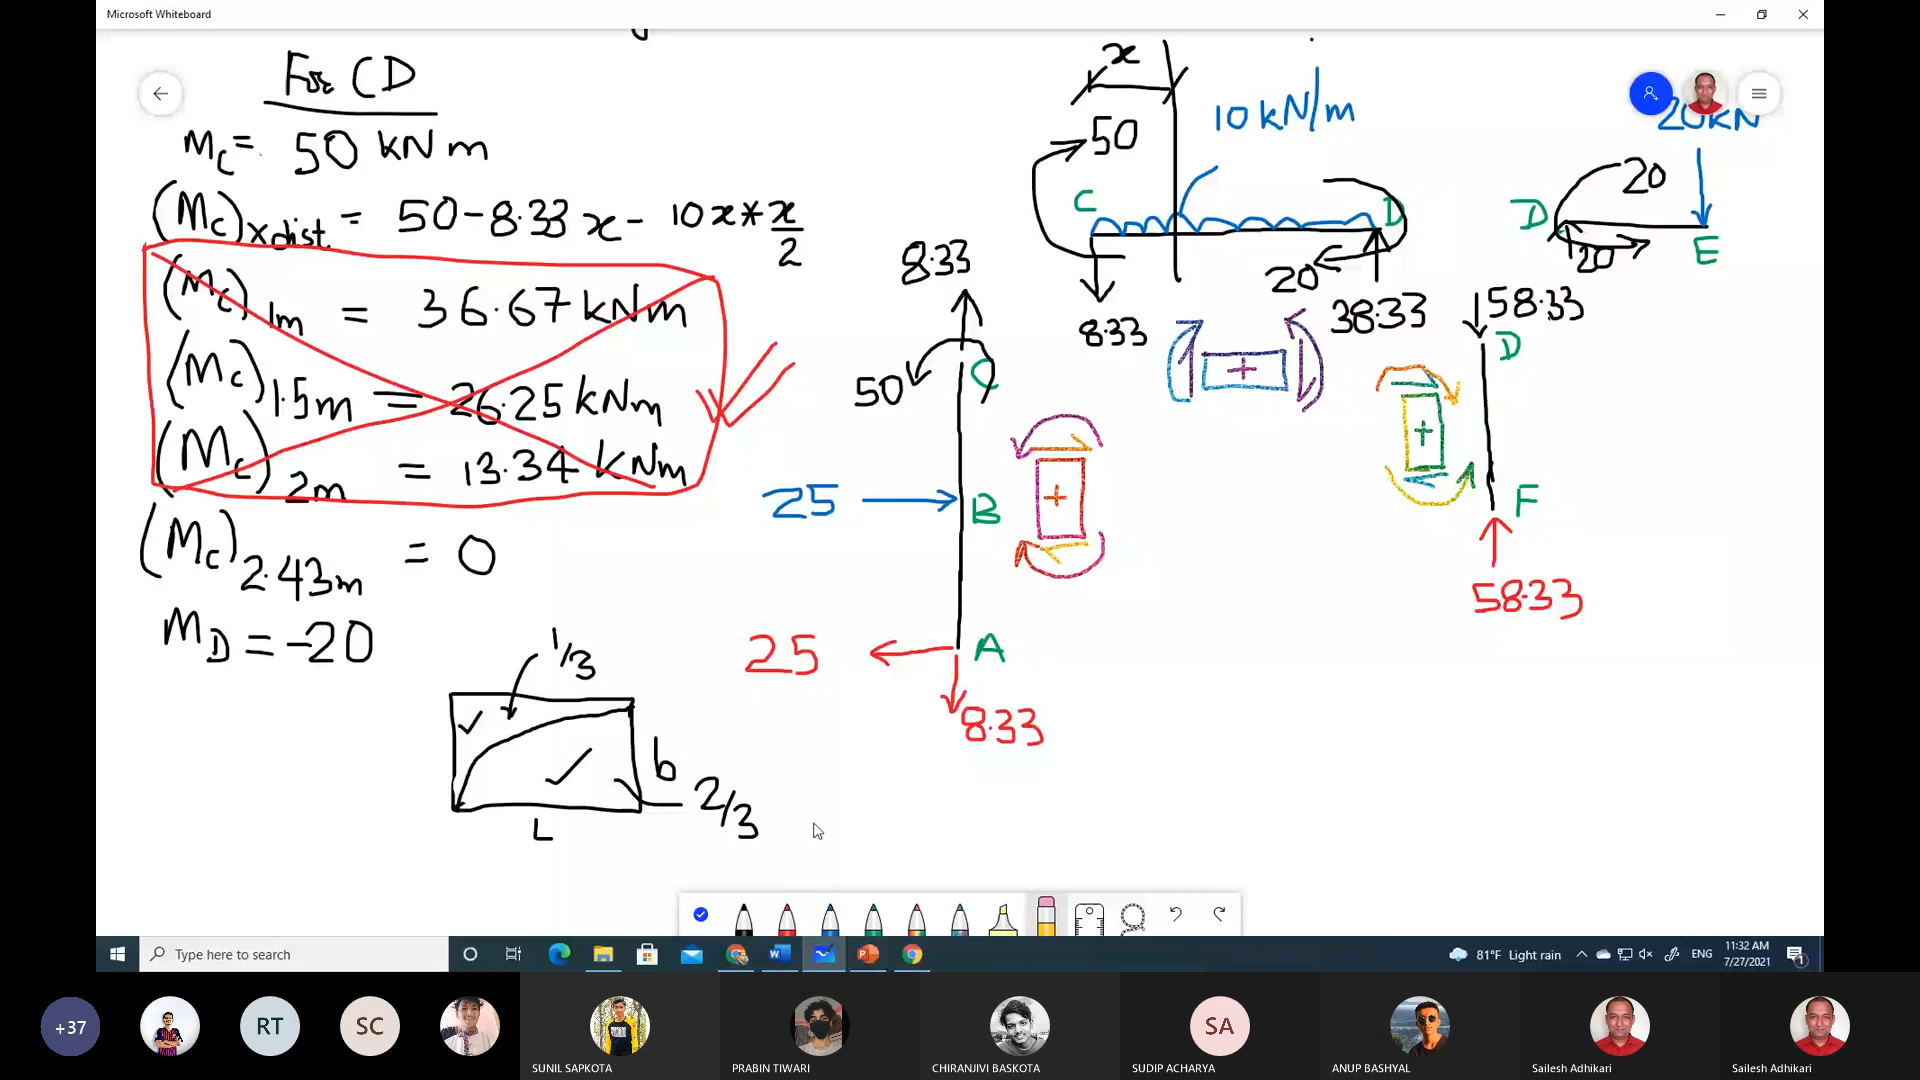 Microsoft Whiteboard
For CD
Mc = 50 kN m
(Mc) x dist. = 50 - 8.33 x - 10x * x/2
(Mc) 1m = 36.67 kNm
(Mc) 1.5m = 26.25 kNm
(Mc) 2m = 13.34 kNm
(Mc) 2.43m = 0
MD = -20
1/3
b
2/3
L
x
50
10 kN/m
C
D
20
8.33
38.33
+
20kN
20
D
E
20
8.33
50
C
25
B
+
25
A
8.33
58.33
D
+
F
58.33
Type here to search
81°F Light rain
ENG
11:32 AM
7/27/2021
1
+37
RT
SC
SA
SUNIL SAPKOTA
PRABIN TIWARI
CHIRANJIVI BASKOTA
SUDIP ACHARYA
ANUP BASHYAL
Sailesh Adhikari
Sailesh Adhikari